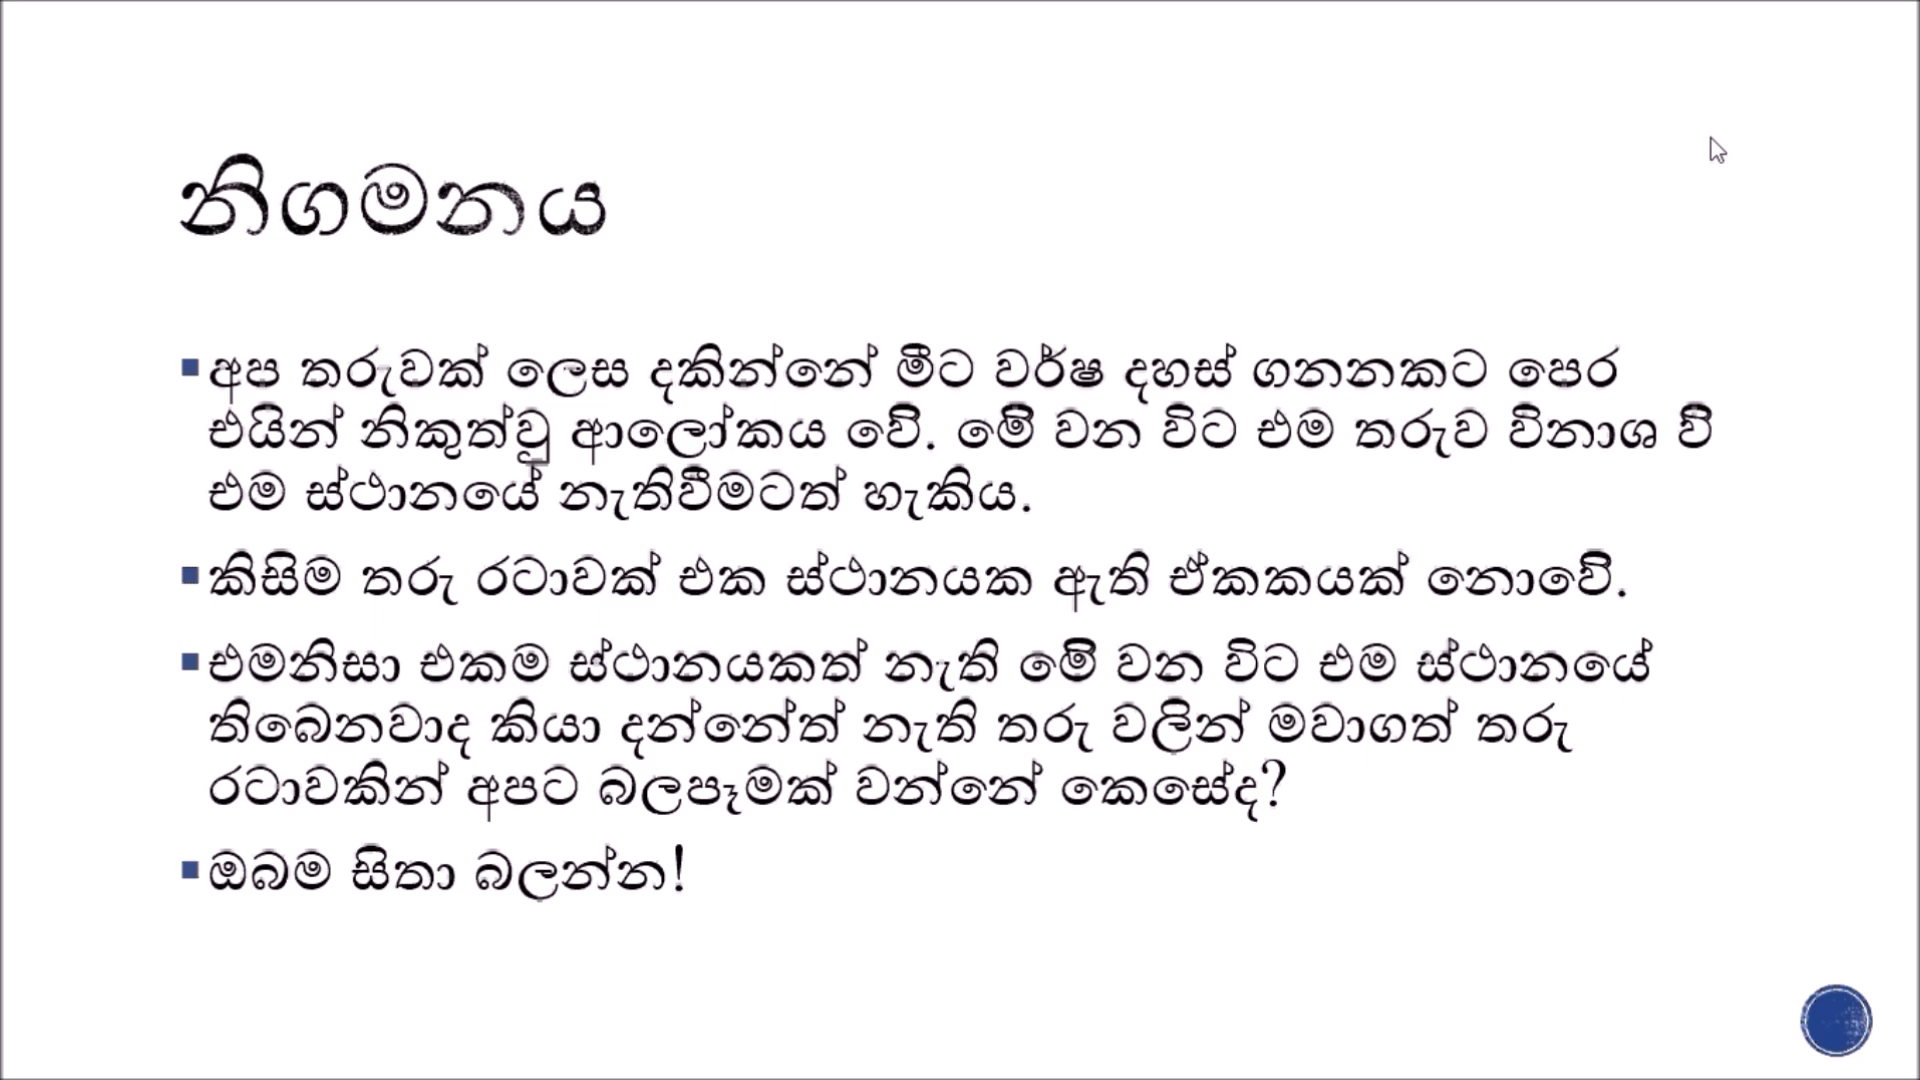 නිගමනය
අප තරුවක් ලෙස දකින්නේ මීට වර්ෂ දහස් ගනනකට පෙර
එයින් නිකුත්වූ ආලෝකය වේ. මේ වන විට එම තරුව විනාශ වී
එම ස්ථානයේ නැතිවීමටත් හැකිය.
කිසිම තරු රටාවක් එක ස්ථානයක ඇති ඒකකයක් නොවේ.
එමනිසා එකම ස්ථානයකත් නැති මේ වන විට එම ස්ථානයේ
තිබෙනවාද කියා දන්නේත් නැති තරු වලින් මවාගත් තරු
රටාවකින් අපට බලපෑමක් වන්නේ කෙසේද?
ඔබම සිතා බලන්න!